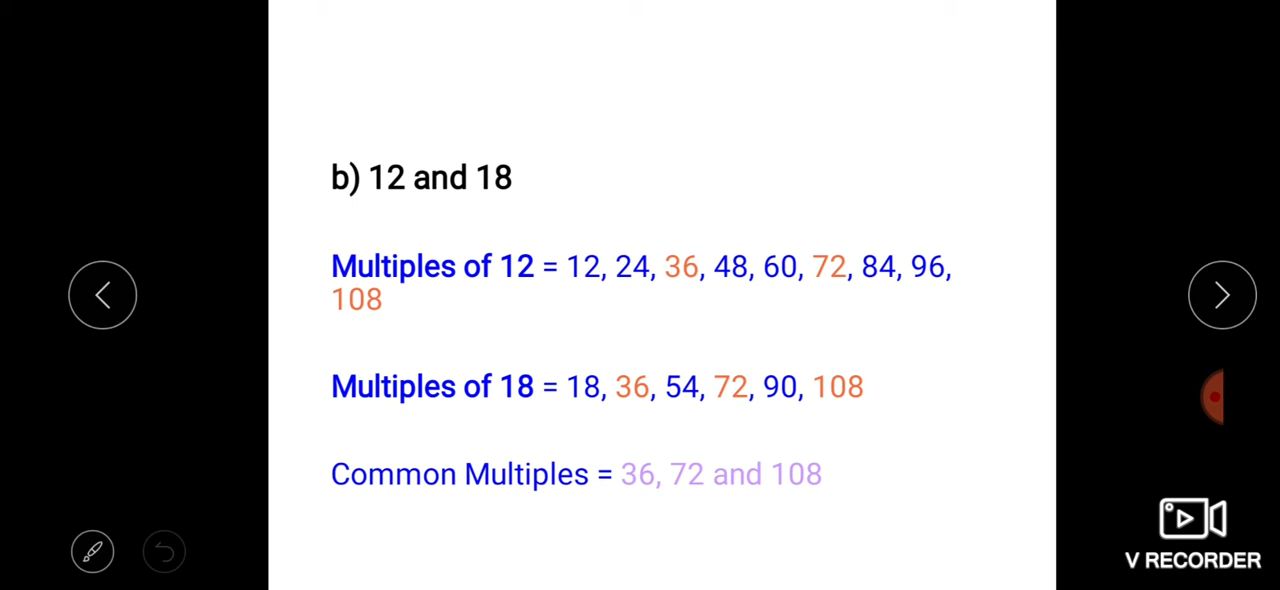 b) 12 and 18
Multiples of 12 = 12, 24, 36, 48, 60, 72, 84, 96,
108
Multiples of 18 = 18, 36, 54, 72, 90, 108
Common Multiples = 36, 72 and 108
V RECORDER